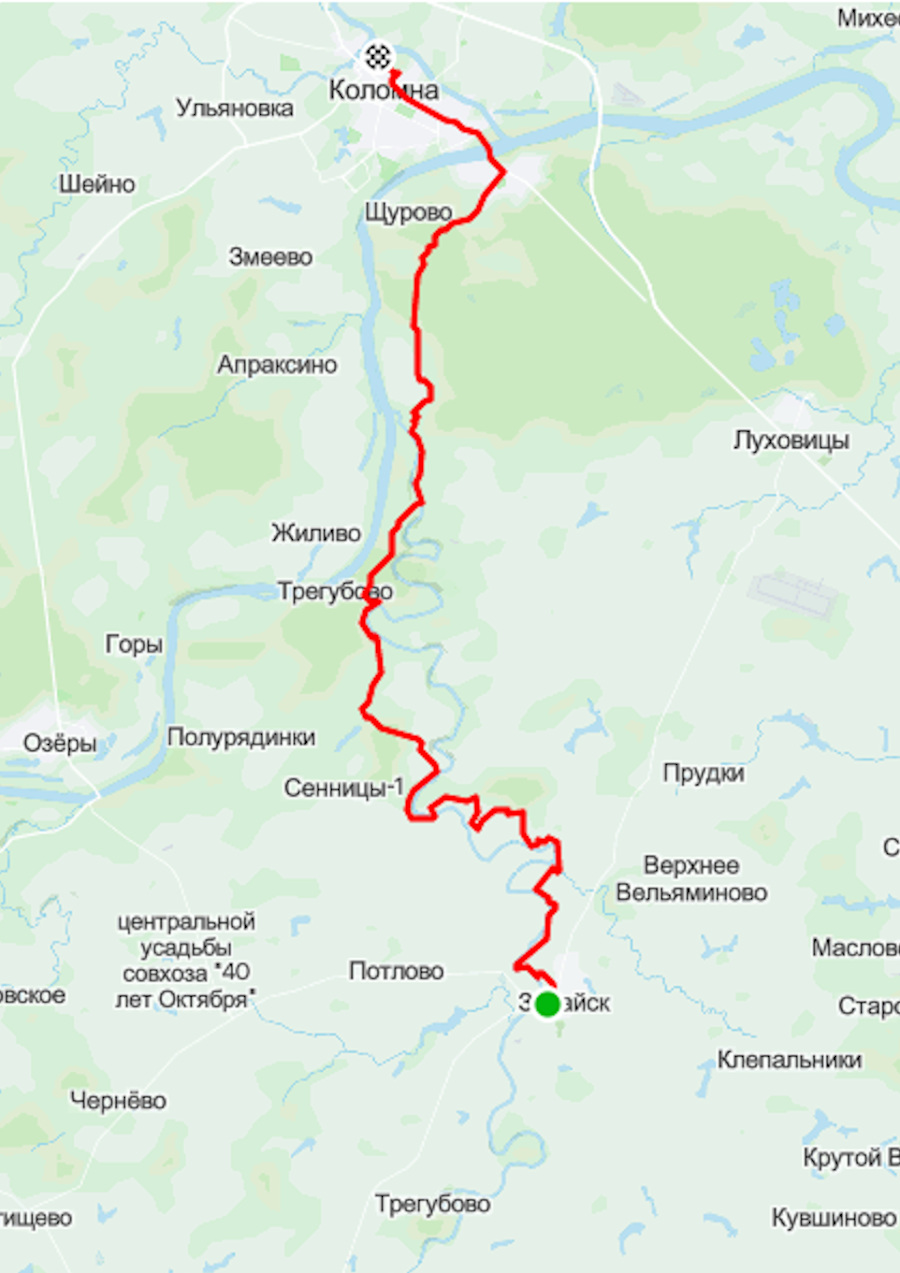 Михе
Коломна
Ульяновка
Шейно
Щурово
Змеево
Апраксино
Луховицы
Жиливо
Трегубово
Горы
Полурядинки
Озёры
Прудки
Сенницы-1
С
Верхнее
Вельяминово
центральной
усадьбы
совхоза "40
лет Октября"
Маслов
Потлово
овское
З айск
Старо
Клепальники
Чернёво
Крутой В
Трегубово
тищево
Кувшиново